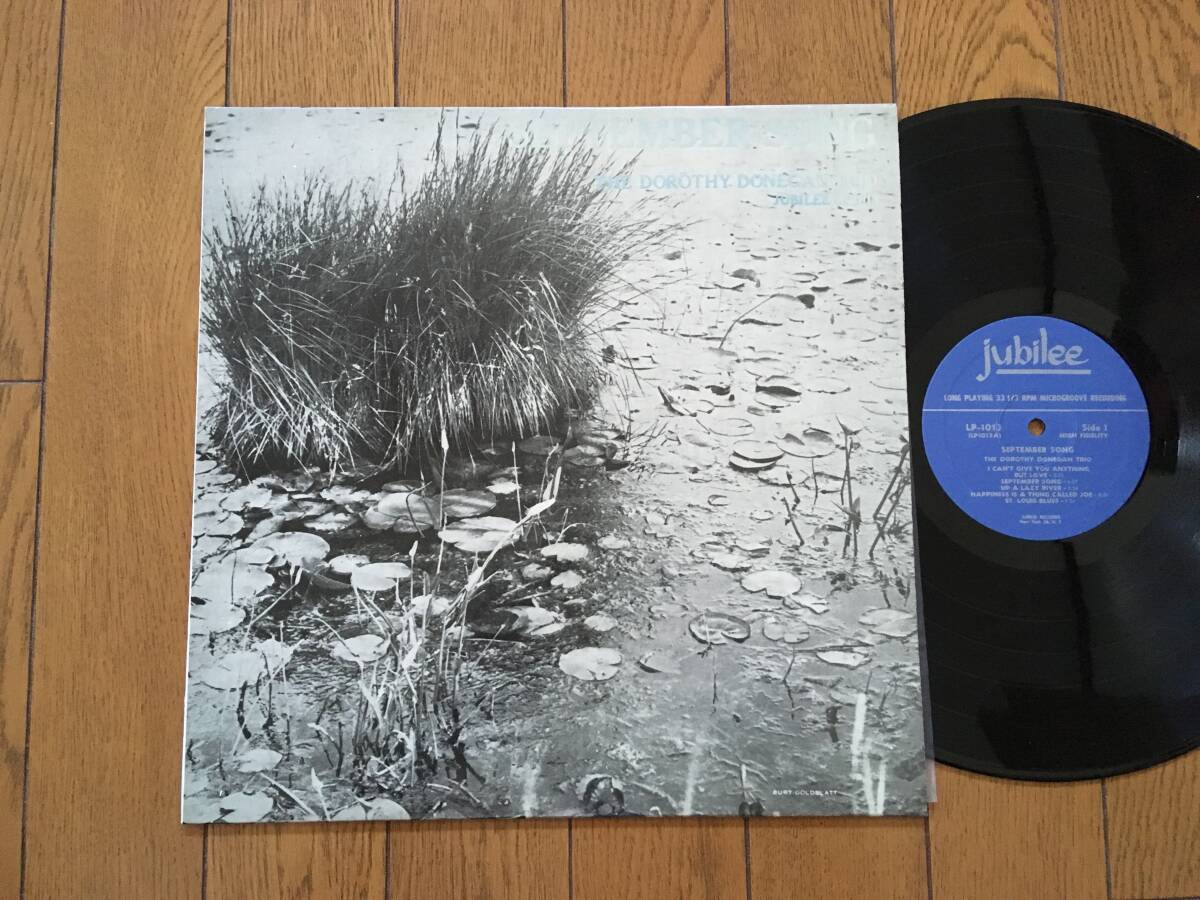 EMBER
THE DOROTHY DONEGAN
JUBILEE
BURT GOLDBLATT
jubilee
LONG PLAYING 33 1/3 RPM MICROGROOVE RECORDING
LP-1013 Side 1
(LP1013A) HIGH FIDELITY
SEPTEMBER SONG
THE DOROTHY DONEGAN TRIO
I CAN'T GIVE YOU ANYTHING
BUT LOVE
SEPTEMBER SONG
UP A LAZY RIVER
HAPPINESS IS A THING CALLED JOE
ST. LOUIS BLUES